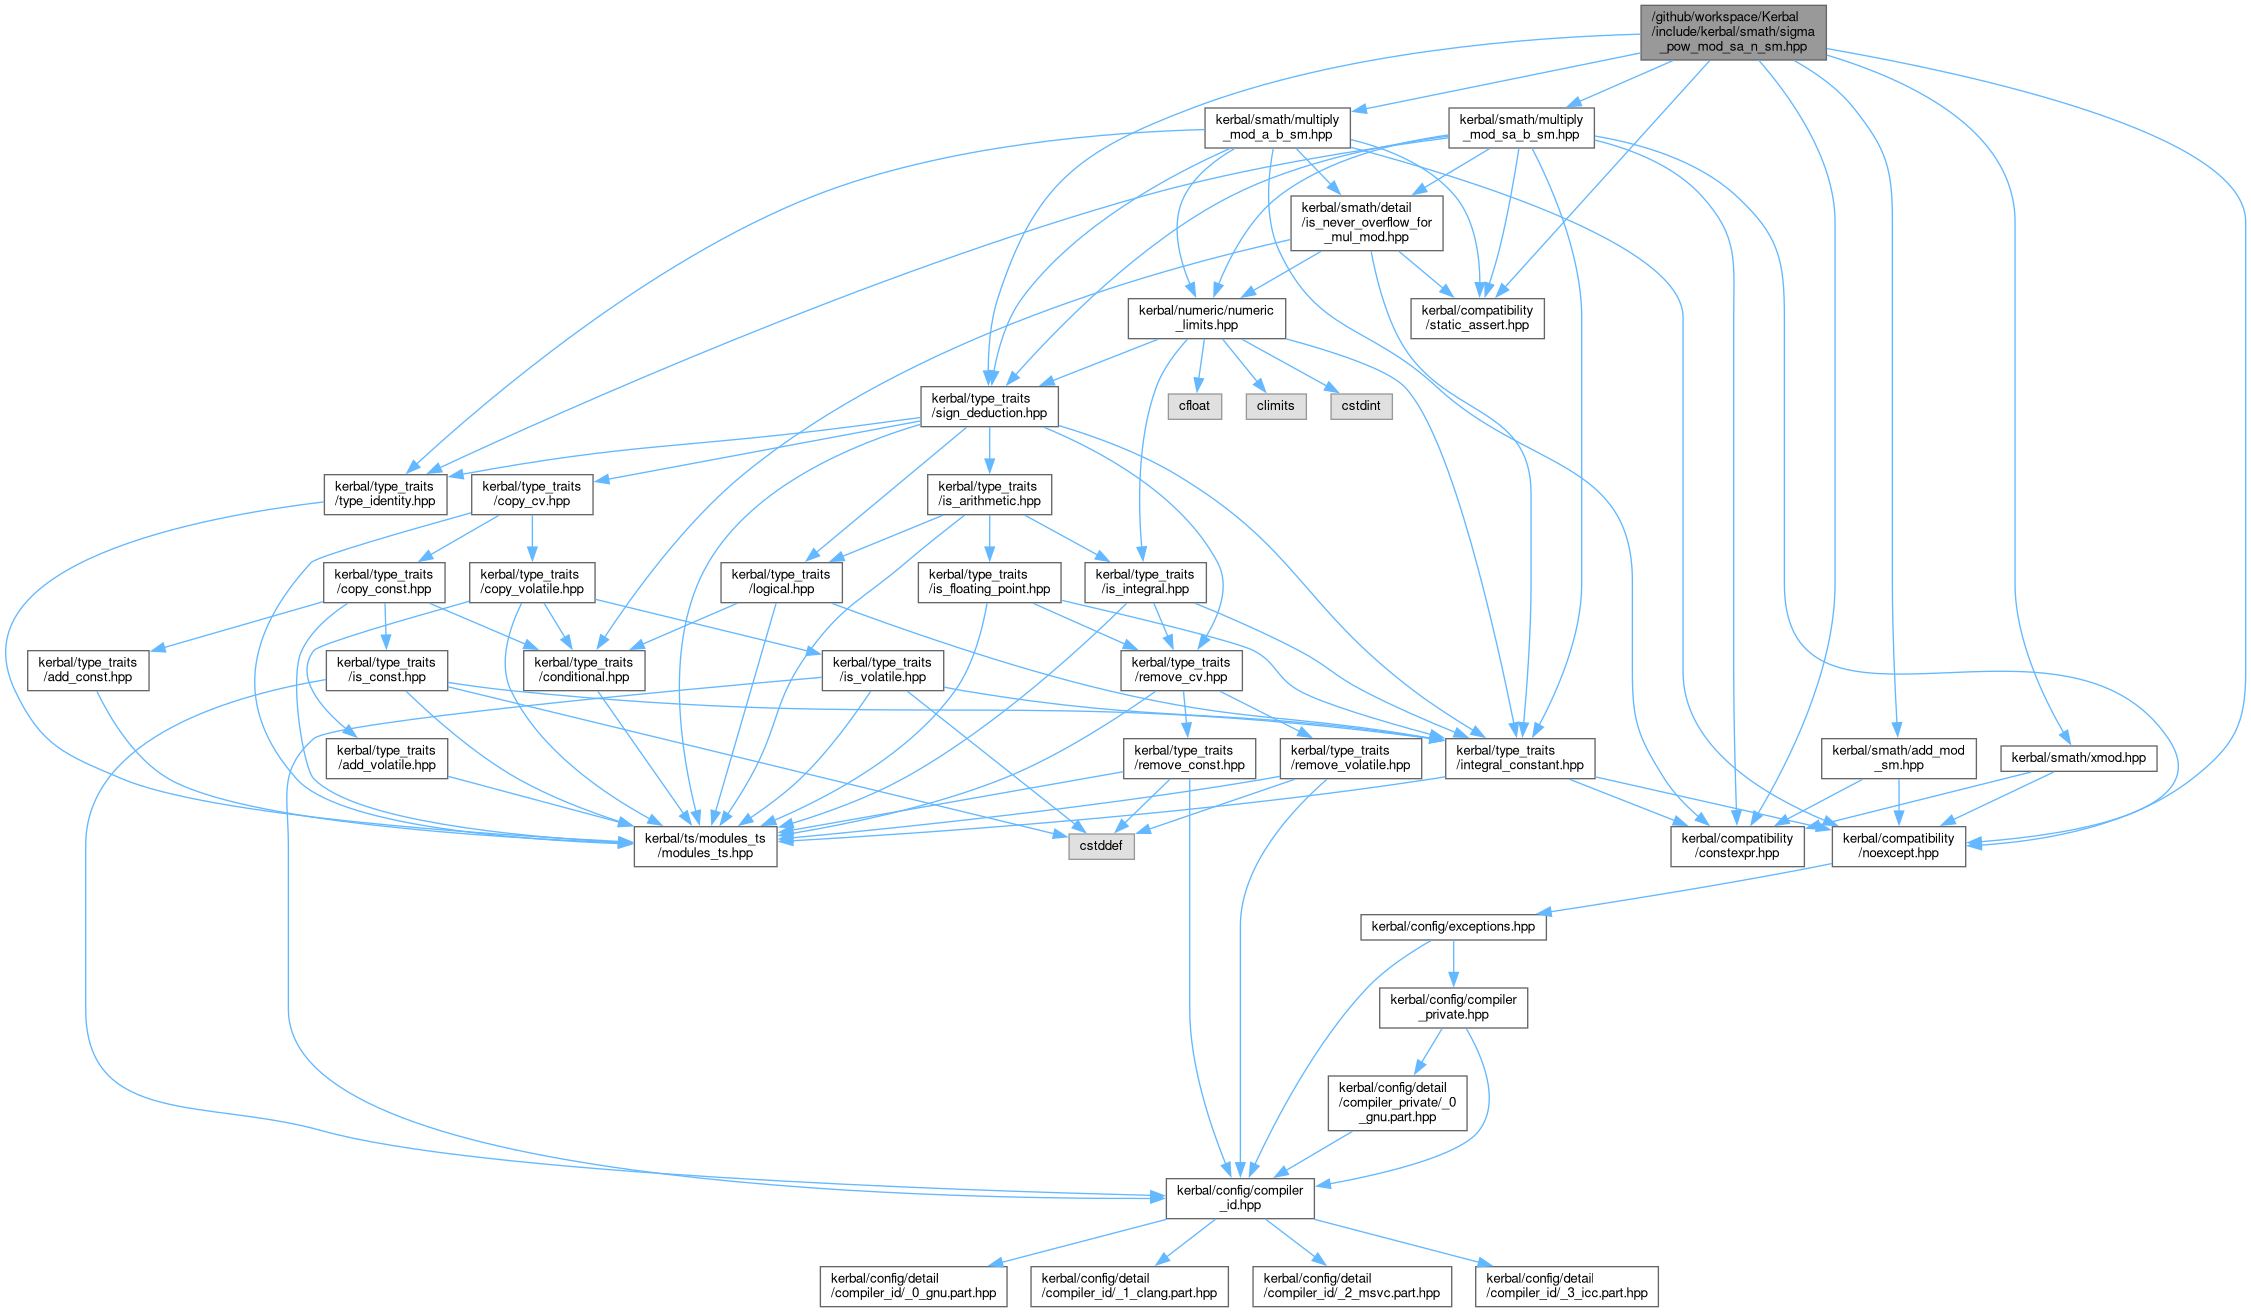 /github/workspace/Kerbal
/include/kerbal/smath/sigma
_pow_mod_sa_n_sm.hpp
kerbal/smath/multiply
_mod_a_b_sm.hpp
kerbal/smath/multiply
_mod_sa_b_sm.hpp
kerbal/smath/detail
/is_never_overflow_for
_mul_mod.hpp
kerbal/numeric/numeric
_limits.hpp
kerbal/compatibility
/static_assert.hpp
kerbal/type_traits
/sign_deduction.hpp
cfloat
climits
cstdint
kerbal/type_traits
/type_identity.hpp
kerbal/type_traits
/copy_cv.hpp
kerbal/type_traits
/is_arithmetic.hpp
kerbal/type_traits
/copy_const.hpp
kerbal/type_traits
/copy_volatile.hpp
kerbal/type_traits
/logical.hpp
kerbal/type_traits
/is_floating_point.hpp
kerbal/type_traits
/is_integral.hpp
kerbal/type_traits
/add_const.hpp
kerbal/type_traits
/is_const.hpp
kerbal/type_traits
/conditional.hpp
kerbal/type_traits
/is_volatile.hpp
kerbal/type_traits
/remove_cv.hpp
kerbal/type_traits
/add_volatile.hpp
kerbal/type_traits
/remove_const.hpp
kerbal/type_traits
/remove_volatile.hpp
kerbal/type_traits
/integral_constant.hpp
kerbal/smath/add_mod
_sm.hpp
kerbal/smath/xmod.hpp
kerbal/ts/modules_ts
/modules_ts.hpp
cstddef
kerbal/compatibility
/constexpr.hpp
kerbal/compatibility
/noexcept.hpp
kerbal/config/exceptions.hpp
kerbal/config/compiler
_private.hpp
kerbal/config/detail
/compiler_private/_0
_gnu.part.hpp
kerbal/config/compiler
_id.hpp
kerbal/config/detail
/compiler_id/_0_gnu.part.hpp
kerbal/config/detail
/compiler_id/_1_clang.part.hpp
kerbal/config/detail
/compiler_id/_2_msvc.part.hpp
kerbal/config/detail
/compiler_id/_3_icc.part.hpp